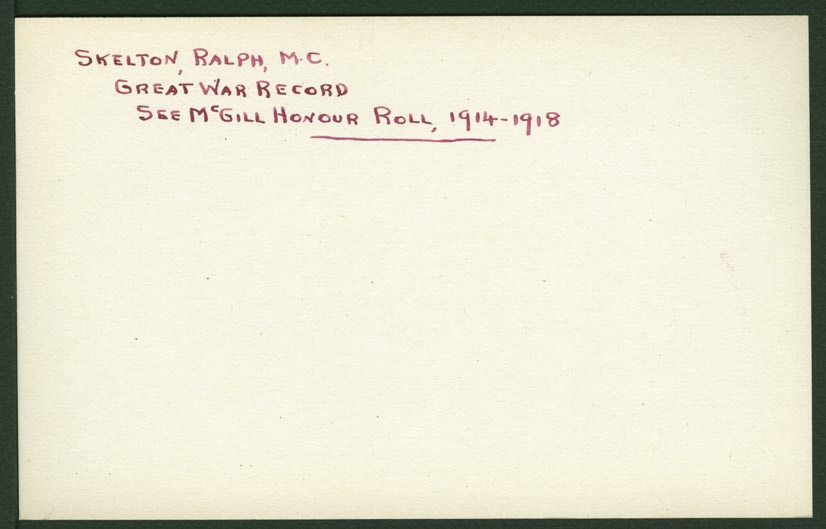 SKELTON, RALPH, M.C.
GREAT WAR RECORD
SEE McGILL HONOUR ROLL, 1914-1918